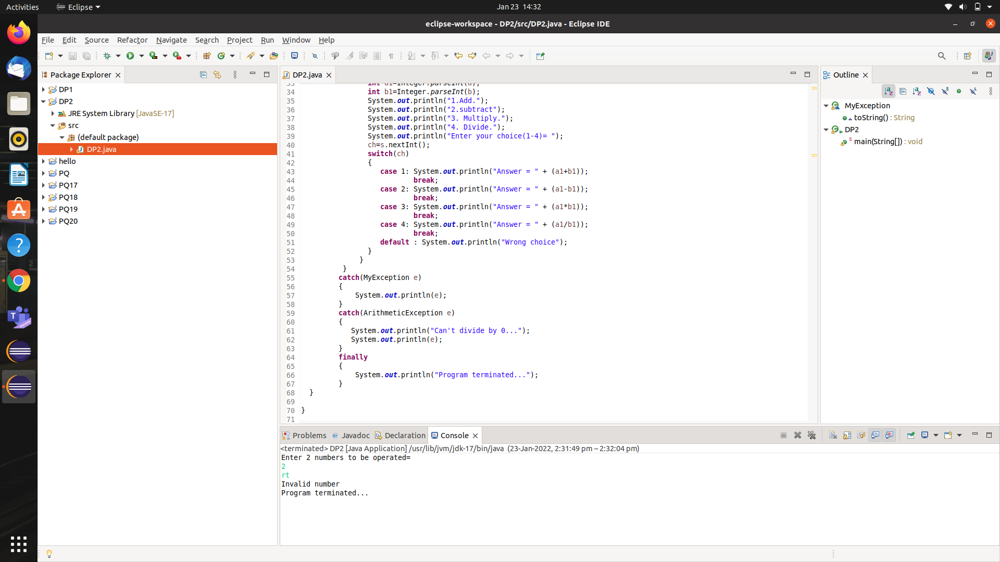 Activities
Eclipse
Jan 23 14:32
eclipse-workspace - DP2/src/DP2.java - Eclipse IDE
File Edit Source Refactor Navigate Search Project Run Window Help
Package Explorer
DP1
DP2
JRE System Library [JavaSE-17]
src
(default package)
DP2.java
hello
PQ
PQ17
PQ18
PQ19
PQ20
DP2.java
33 int a1=Integer.parseInt(a);
34 int b1=Integer.parseInt(b);
35 System.out.println("1.Add.");
36 System.out.println("2.subtract");
37 System.out.println("3. Multiply.");
38 System.out.println("4. Divide.");
39 System.out.println("Enter your choice(1-4)= ");
40 ch=s.nextInt();
41 switch(ch)
42 {
43 case 1: System.out.println("Answer = " + (a1+b1));
44 break;
45 case 2: System.out.println("Answer = " + (a1-b1));
46 break;
47 case 3: System.out.println("Answer = " + (a1*b1));
48 break;
49 case 4: System.out.println("Answer = " + (a1/b1));
50 break;
51 default : System.out.println("Wrong choice");
52 }
53 }
54 }
55 catch(MyException e)
56 {
57 System.out.println(e);
58 }
59 catch(ArithmeticException e)
60 {
61 System.out.println("Can't divide by 0...");
62 System.out.println(e);
63 }
64 finally
65 {
66 System.out.println("Program terminated...");
67 }
68 }
69
70 }
71
Outline
MyException
toString() : String
DP2
main(String[]) : void
Problems @ Javadoc Declaration Console
<terminated> DP2 [Java Application] /usr/lib/jvm/jdk-17/bin/java (23-Jan-2022, 2:31:49 pm – 2:32:04 pm)
Enter 2 numbers to be operated=
2
rt
Invalid number
Program terminated...